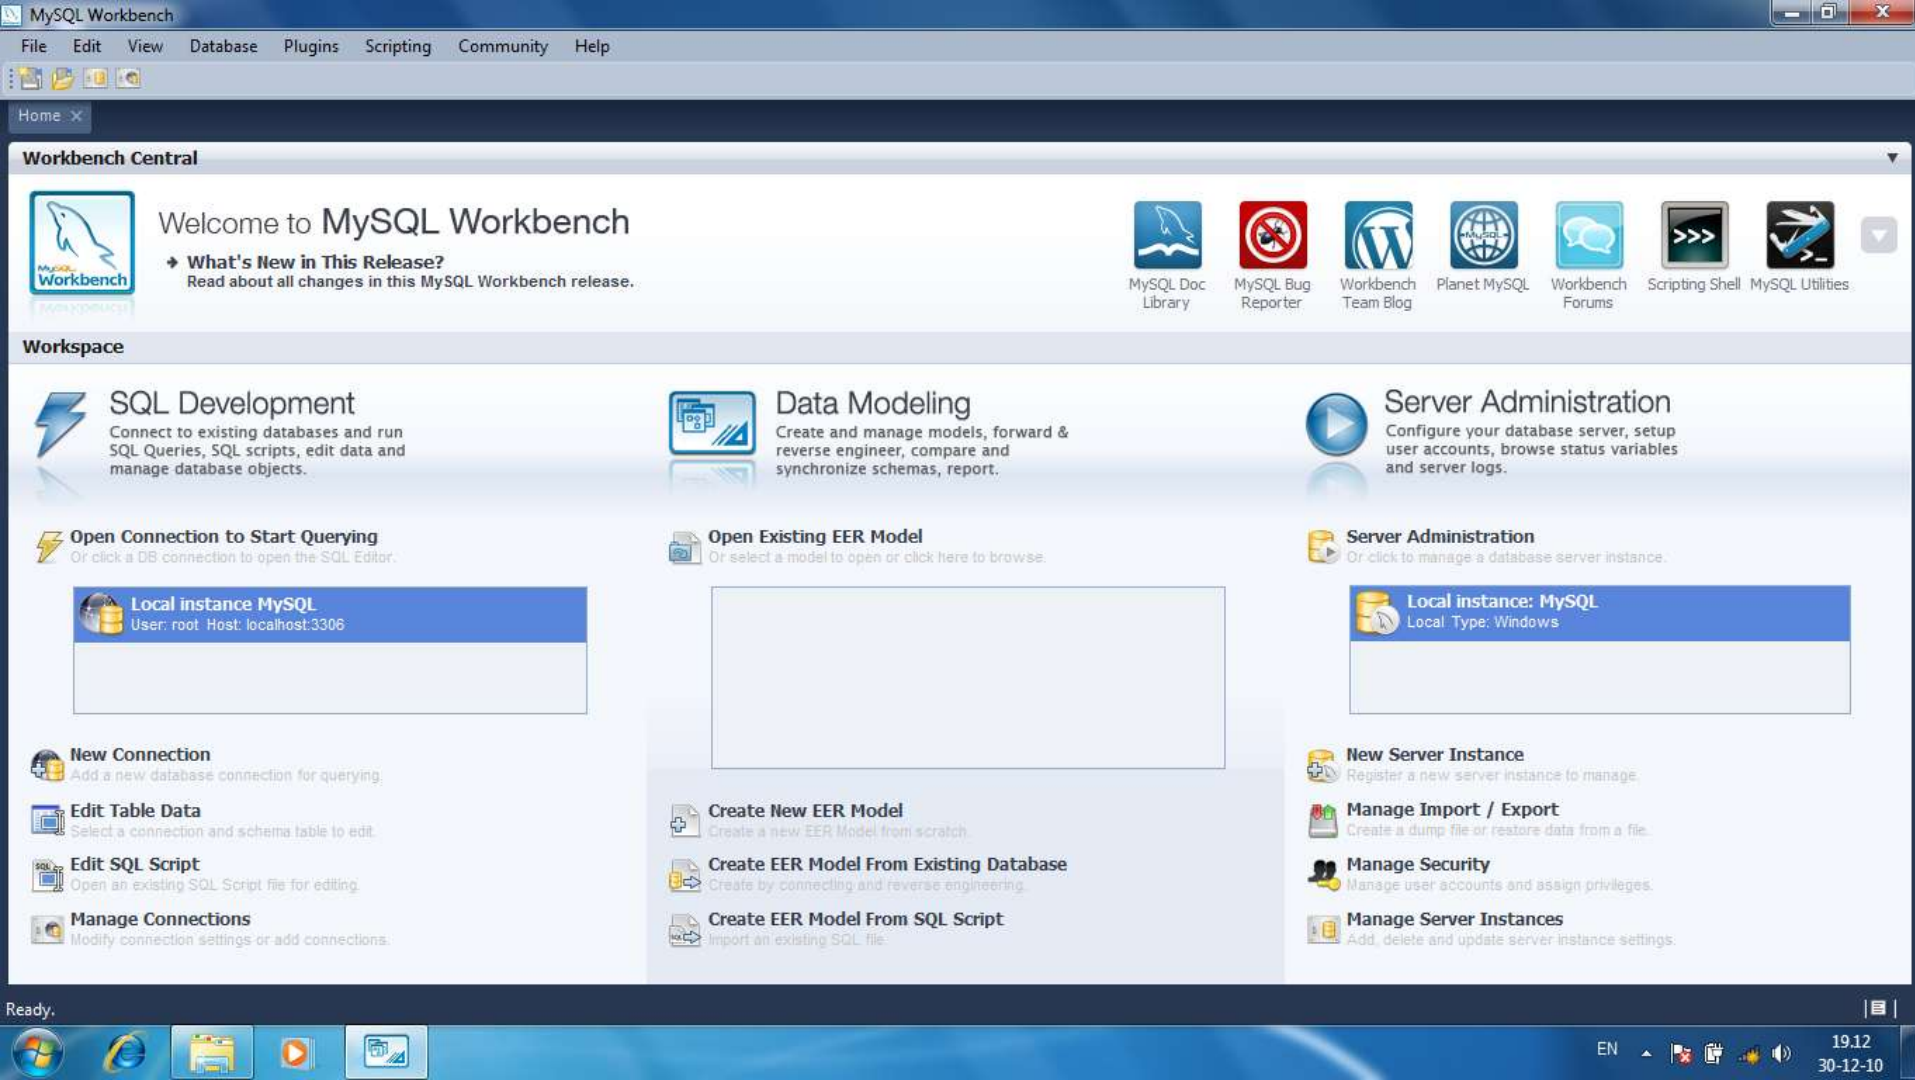 MySQL Workbench
File Edit View Database Plugins Scripting Community Help
Home
Workbench Central
MySQL
Workbench
Welcome to MySQL Workbench
What's New in This Release?
Read about all changes in this MySQL Workbench release.
MySQL Doc
Library
MySQL Bug
Reporter
Workbench
Team Blog
MySQL
Planet MySQL
Workbench
Forums
>>>
Scripting Shell
>_
MySQL Utilities
Workspace
SQL Development
Connect to existing databases and run
SQL Queries, SQL scripts, edit data and
manage database objects.
Open Connection to Start Querying
Or click a DB connection to open the SQL Editor.
Local instance MySQL
User: root Host: localhost:3306
New Connection
Add a new database connection for querying.
Edit Table Data
Select a connection and schema table to edit.
SQL
Edit SQL Script
Open an existing SQL Script file for editing.
Manage Connections
Modify connection settings or add connections.
Data Modeling
Create and manage models, forward &
reverse engineer, compare and
synchronize schemas, report.
Open Existing EER Model
Or select a model to open or click here to browse.
Create New EER Model
Create a new EER Model from scratch.
Create EER Model From Existing Database
Create by connecting and reverse engineering.
Create EER Model From SQL Script
Import an existing SQL file.
Server Administration
Configure your database server, setup
user accounts, browse status variables
and server logs.
Server Administration
Or click to manage a database server instance.
Local instance: MySQL
Local Type: Windows
New Server Instance
Register a new server instance to manage.
Manage Import / Export
Create a dump file or restore data from a file.
Manage Security
Manage user accounts and assign privileges.
Manage Server Instances
Add, delete and update server instance settings.
Ready.
EN
19.12
30-12-10